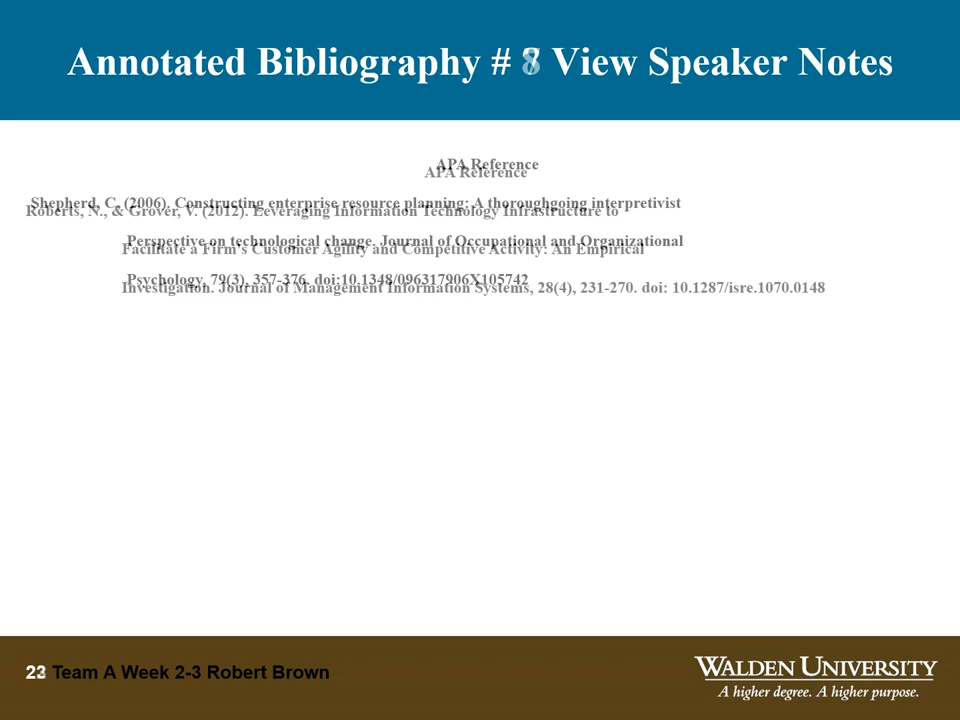 Annotated Bibliography # View Speaker Notes
APA Reference
APA Reference
Shepherd, C. (2006). Constructing enterprise resource planning: A thoroughgoing interpretivist
Roberts, N., & Grover, V. (2012). Leveraging Information Technology Infrastructure to
Perspective on technological change. Journal of Occupational and Organizational
Facilitate a Firm's Customer Agility and Competitive Activity: An Empirical
Psychology, 79(3), 357-376. doi:10.1348/096317906X105742
Investigation. Journal of Management Information Systems, 28(4), 231-270. doi: 10.1287/isre.1070.0148
Team A Week 2-3 Robert Brown
WALDEN UNIVERSITY
A higher degree. A higher purpose.